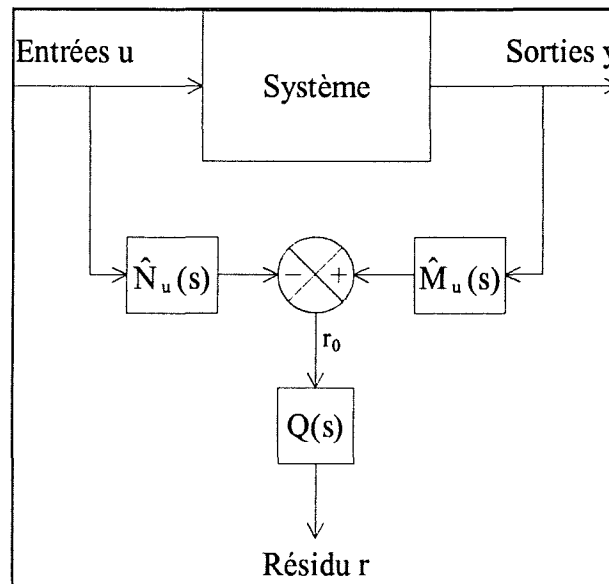 Entrées u
Sorties y
Système
N̂u(s)
- +
M̂u(s)
r0
Q(s)
Résidu r